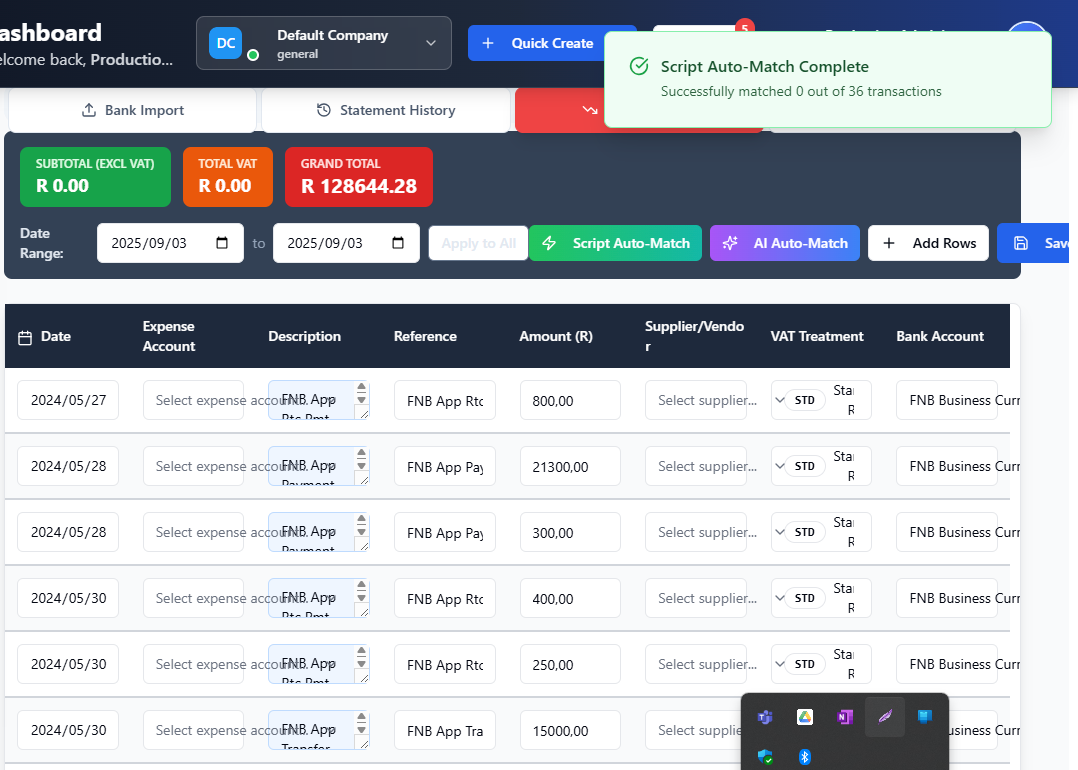 ashboard
elcome back, Productio...
DC
Default Company
general
Quick Create
5
Script Auto-Match Complete
Successfully matched 0 out of 36 transactions
Bank Import
Statement History
SUBTOTAL (EXCL VAT)
R 0.00
TOTAL VAT
R 0.00
GRAND TOTAL
R 128644.28
Date
Range:
2025/09/03
to
2025/09/03
Apply to All
Script Auto-Match
AI Auto-Match
Add Rows
Save
Date
Expense
Account
Description
Reference
Amount (R)
Supplier/Vendo
r
VAT Treatment
Bank Account
2024/05/27
Select expense account...
FNB App
Rtc Pmt
FNB App Rtc
800,00
Select supplier...
STD
Sta
R
FNB Business Curr
2024/05/28
Select expense account...
FNB App
Payment
FNB App Pay
21300,00
Select supplier...
STD
Sta
R
FNB Business Curr
2024/05/28
Select expense account...
FNB App
Payment
FNB App Pay
300,00
Select supplier...
STD
Sta
R
FNB Business Curr
2024/05/30
Select expense account...
FNB App
Rtc Pmt
FNB App Rtc
400,00
Select supplier...
STD
Sta
R
FNB Business Curr
2024/05/30
Select expense account...
FNB App
Rtc Pmt
FNB App Rtc
250,00
Select supplier...
STD
Sta
R
FNB Business Curr
2024/05/30
Select expense account...
FNB App
Transfer
FNB App Tra
15000,00
Select supplier
usiness Curr